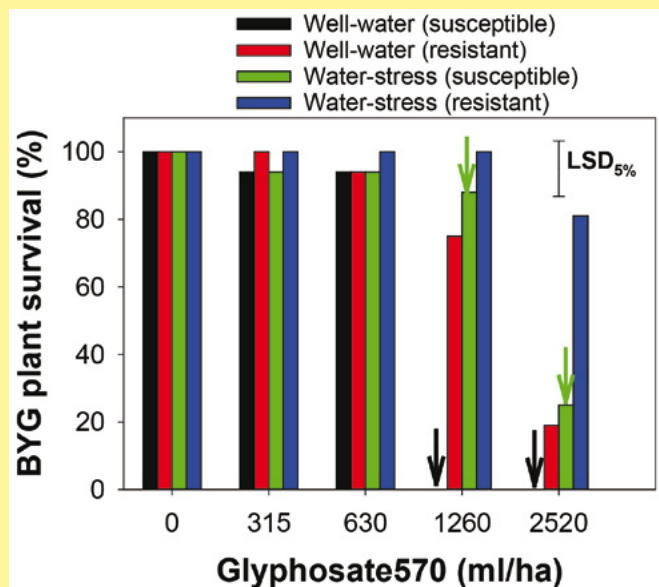 Well-water (susceptible)
Well-water (resistant)
Water-stress (susceptible)
Water-stress (resistant)
BYG plant survival (%)
100
80
60
40
20
0
LSD5%
0 315 630 1260 2520
Glyphosate570 (ml/ha)